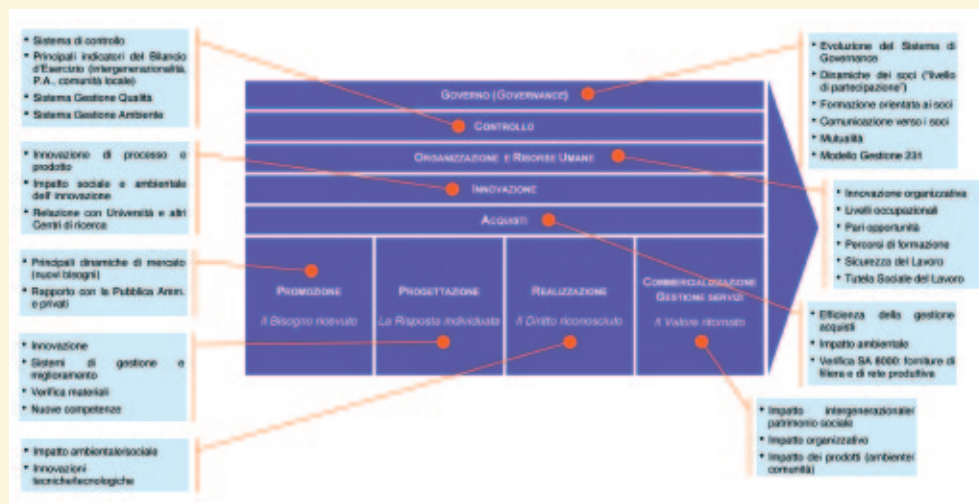 • Sistema di controllo
• Principali indicatori del Bilancio
d'Esercizio (intergenerazionalità,
P.A., comunità locale)
• Sistema Gestione Qualità
• Sistema Gestione Ambiente
• Innovazione di processo e
prodotto
• Impatto sociale e ambientale
dell'innovazione
• Relazione con Università e altri
Centri di ricerca
• Principali dinamiche di mercato
(nuovi bisogni)
• Rapporto con la Pubblica Amm.
e privati
• Innovazione
• Sistemi di gestione e
miglioramento
• Verifica materiali
• Nuove competenze
• Impatto ambientale/sociale
• Innovazioni
tecniche/tecnologiche
GOVERNO (GOVERNANCE)
CONTROLLO
ORGANIZZAZIONE E RISORSE UMANE
INNOVAZIONE
ACQUISTI
PROMOZIONE
Il Bisogno ricevuto
PROGETTAZIONE
La Risposta individuata
REALIZZAZIONE
Il Diritto riconosciuto
COMMERCIALIZZAZIONE
GESTIONE SERVIZI
Il Valore ritornato
• Evoluzione del Sistema di
Governance
• Dinamiche dei soci ("livello
di partecipazione")
• Formazione orientata ai soci
• Comunicazione verso i soci
• Mutualità
• Modello Gestione 231
• Innovazione organizzativa
• Livelli occupazionali
• Pari opportunità
• Percorsi di formazione
• Sicurezza del Lavoro
• Tutela Sociale del Lavoro
• Efficienza della gestione
acquisti
• Impatto ambientale
• Verifica SA 8000: forniture di
filiera e di rete produttiva
• Impatto intergenerazionale/
patrimonio sociale
• Impatto organizzativo
• Impatto dei prodotti (ambiente/
comunità)